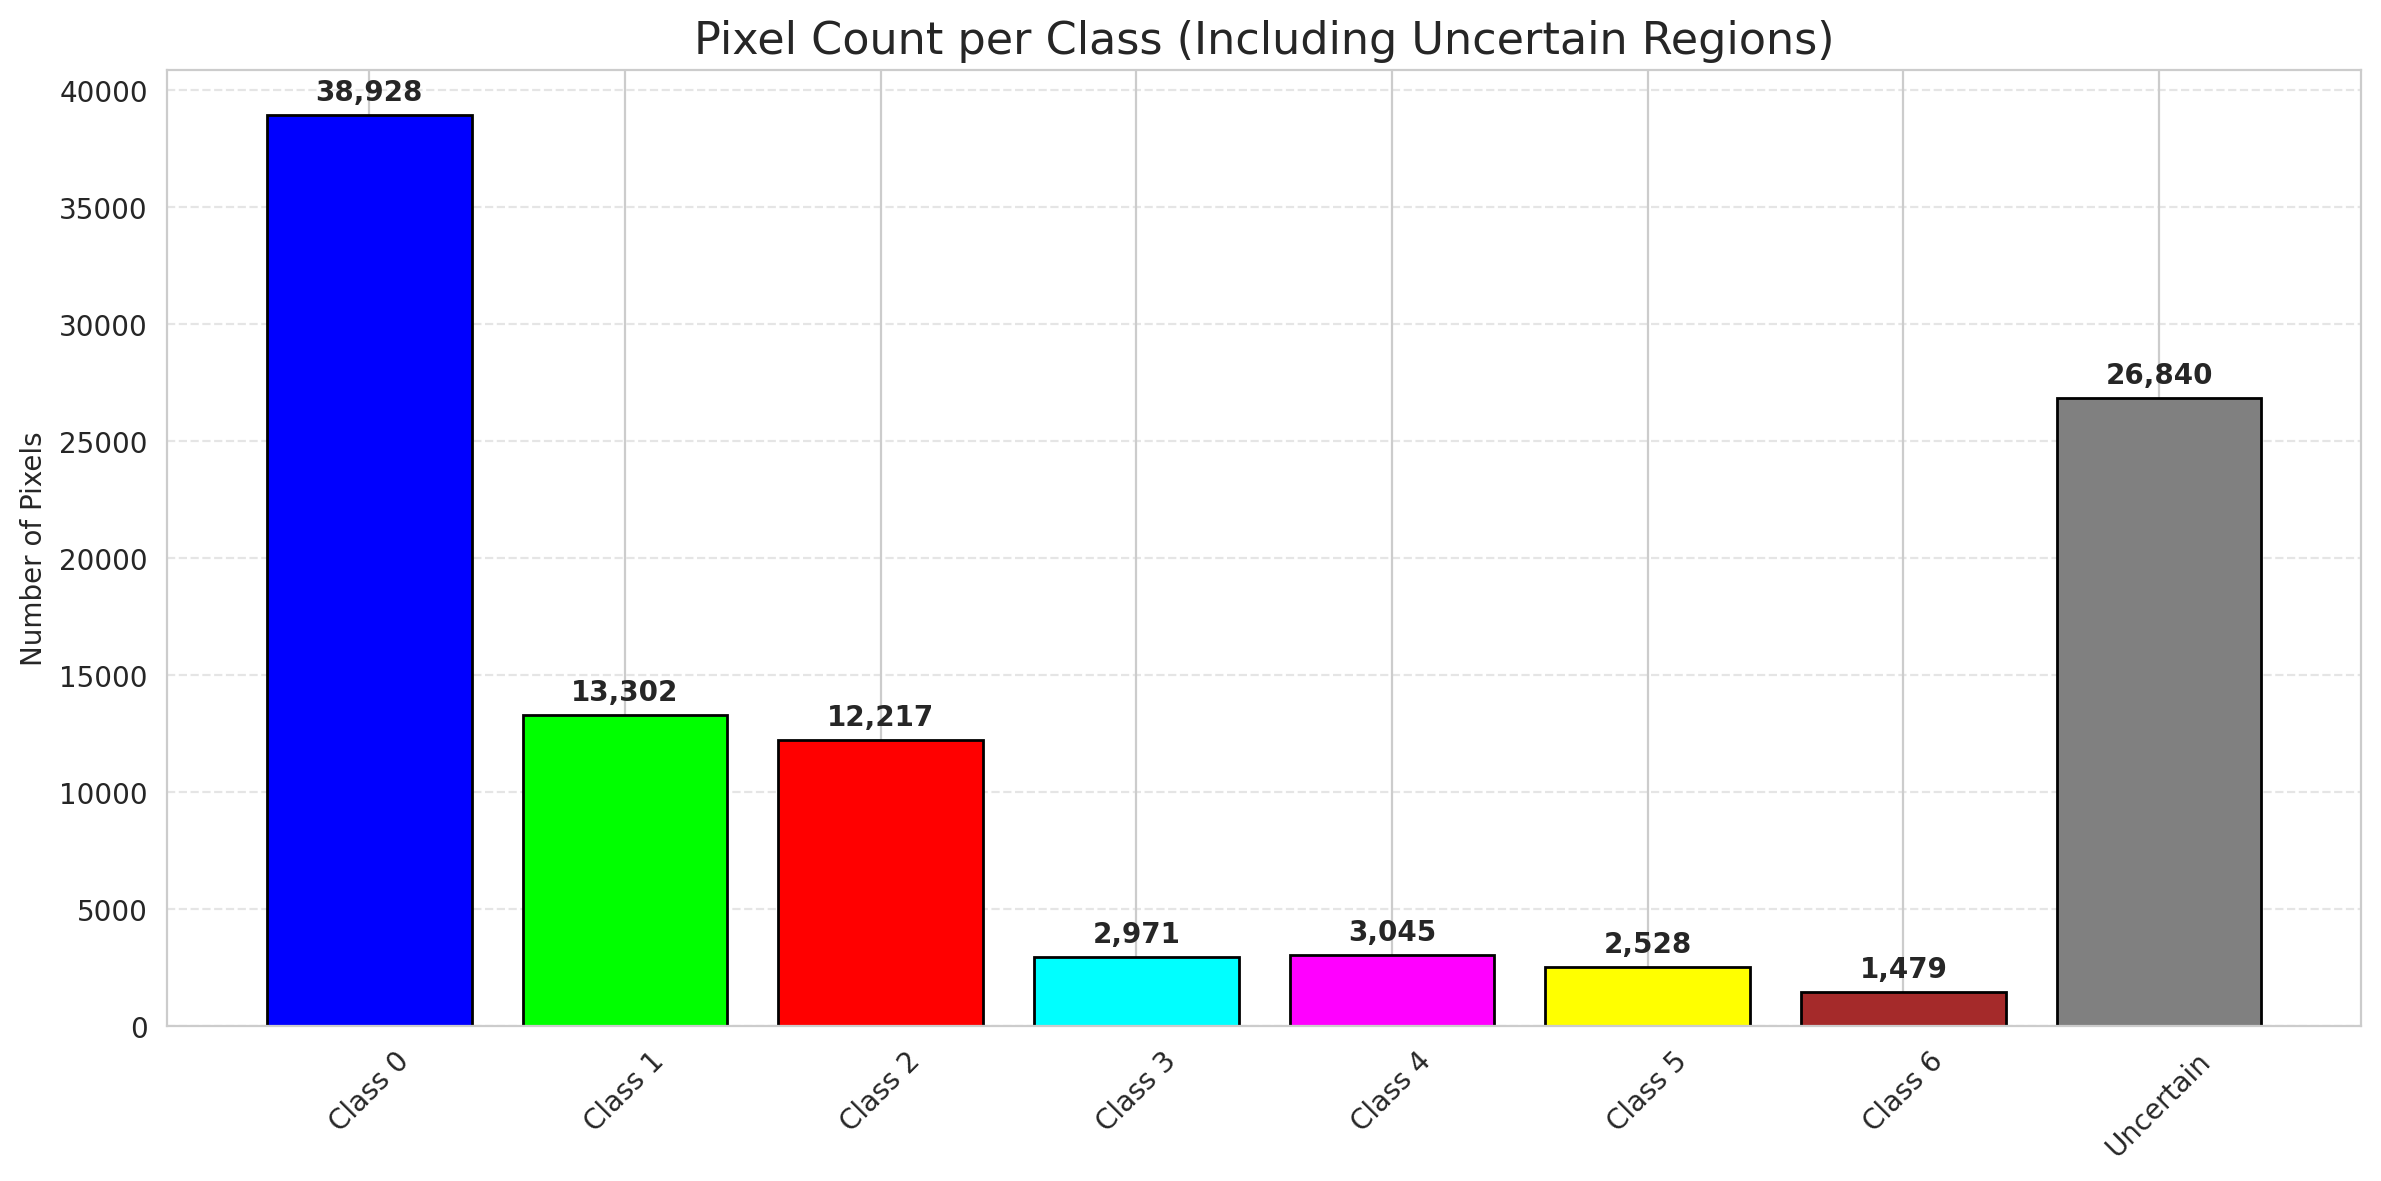 Pixel Count per Class (Including Uncertain Regions)
Number of Pixels
40000
35000
30000
25000
20000
15000
10000
5000
0
38,928
13,302
12,217
2,971
3,045
2,528
1,479
26,840
Class 0
Class 1
Class 2
Class 3
Class 4
Class 5
Class 6
Uncertain